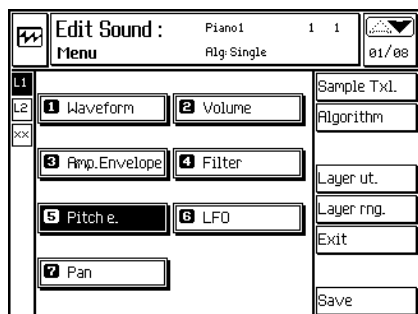 Edit Sound : Piano1 1 1
Menu Alg:Single 01/08
L1
L2
xx
1 Waveform 2 Volume
3 Amp.Envelope 4 Filter
5 Pitch e. 6 LFO
7 Pan
Sample Txl.
Algorithm
Layer ut.
Layer rng.
Exit
Save